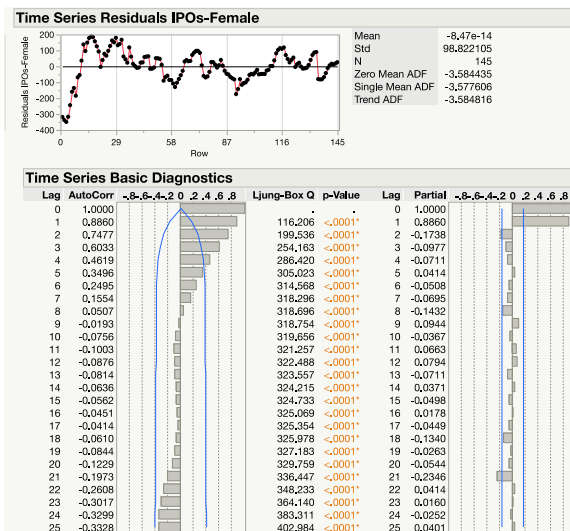 Time Series Residuals IPOs-Female
Residuals IPOs-Female
200
100
0
-100
-200
-300
-400
0 29 58 87 116 145
Row
Mean -8.47e-14
Std 98.822105
N 145
Zero Mean ADF -3.584435
Single Mean ADF -3.577606
Trend ADF -3.584816
Time Series Basic Diagnostics
Lag AutoCorr -.8-.6-.4-.2 0 .2 .4 .6 .8 Ljung-Box Q p-Value Lag Partial -.8-.6-.4-.2 0 .2 .4 .6 .8
0 1.0000 . . 0 1.0000
1 0.8860 116.206 <.0001* 1 0.8860
2 0.7477 199.536 <.0001* 2 -0.1738
3 0.6033 254.163 <.0001* 3 -0.0977
4 0.4619 286.420 <.0001* 4 -0.0711
5 0.3496 305.023 <.0001* 5 0.0414
6 0.2495 314.568 <.0001* 6 -0.0508
7 0.1554 318.296 <.0001* 7 -0.0695
8 0.0507 318.696 <.0001* 8 -0.1432
9 -0.0193 318.754 <.0001* 9 0.0944
10 -0.0756 319.656 <.0001* 10 -0.0367
11 -0.1003 321.257 <.0001* 11 0.0663
12 -0.0876 322.488 <.0001* 12 0.0794
13 -0.0814 323.557 <.0001* 13 -0.0711
14 -0.0636 324.215 <.0001* 14 0.0371
15 -0.0562 324.733 <.0001* 15 -0.0498
16 -0.0451 325.069 <.0001* 16 0.0178
17 -0.0414 325.354 <.0001* 17 -0.0449
18 -0.0610 325.978 <.0001* 18 -0.1340
19 -0.0844 327.183 <.0001* 19 -0.0263
20 -0.1229 329.759 <.0001* 20 -0.0544
21 -0.1973 336.447 <.0001* 21 -0.2346
22 -0.2608 348.233 <.0001* 22 0.0414
23 -0.3017 364.140 <.0001* 23 0.0160
24 -0.3299 383.311 <.0001* 24 -0.0252
25 -0.3328 402.984 <.0001* 25 0.0401